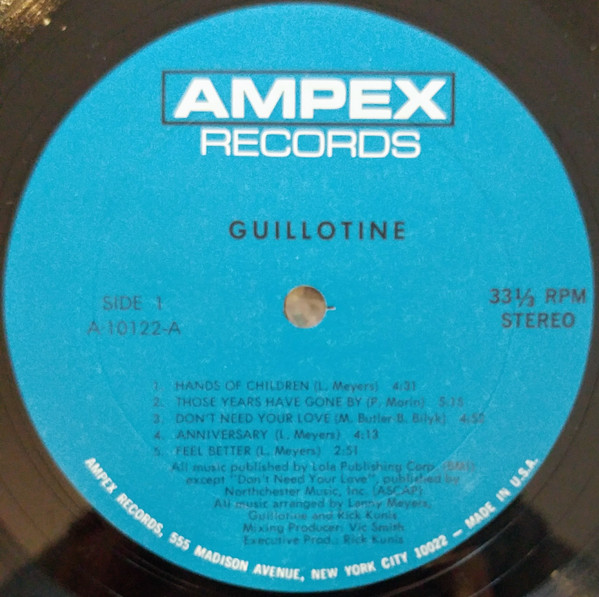 AMPEX
RECORDS
GUILLOTINE
SIDE 1
A-10122-A
33⅓ RPM
STEREO
1. HANDS OF CHILDREN (L. Meyers) 4:31
2. THOSE YEARS HAVE GONE BY (P. Morin)
3. DON'T NEED YOUR LOVE (M. Butler-B. Bilyk)
4. ANNIVERSARY (L. Meyers) 4:13
5. FEEL BETTER (L. Meyers) 2:51
All music published by Lole Publishing Corp. (BMI);
except "Don't Need Your Love", published by
Northchester Music, Inc. (ASCAP)
All music arranged by Lenny Meyers,
Guillotine and Rick Kunis
Mixing Producer: Vic Smith
Executive Prod.: Rick Kunis
AMPEX RECORDS, 555 MADISON AVENUE, NEW YORK CITY 10022 – MADE IN U.S.A.